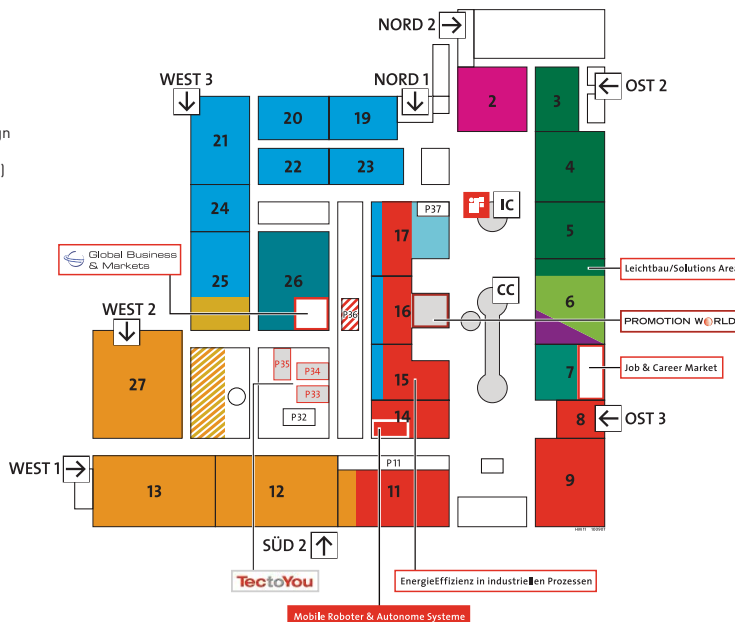 NORD 2
WEST 3
NORD 1
OST 2
2
3
20
19
21
ign
4
22
23
)
24
P37
iF
IC
17
5
Global Business
& Markets
25
26
Leichtbau/Solutions Area
CC
6
WEST 2
P36
16
PROMOTION WORLD
27
P35
P34
P33
15
7
Job & Career Market
P32
14
8
OST 3
WEST 1
P11
13
12
11
9
SÜD 2
TectoYou
EnergieEffizienz in industriellen Prozessen
Mobile Roboter & Autonome Systeme